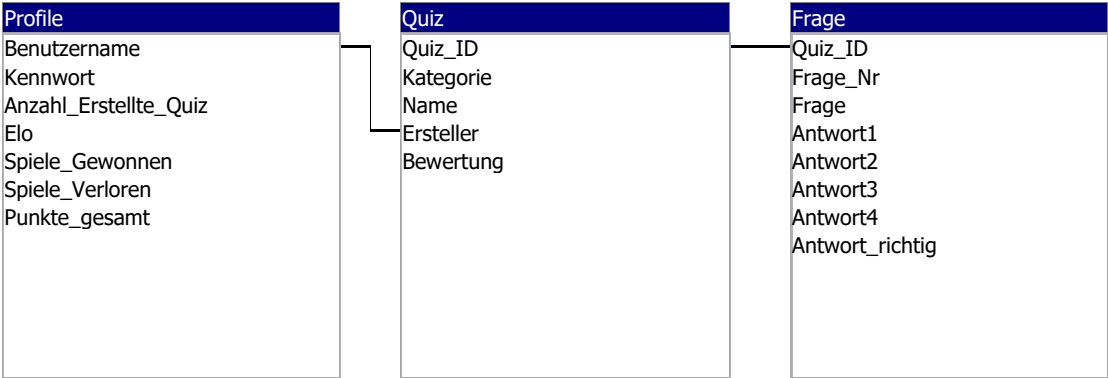 Profile
Benutzername
Kennwort
Anzahl_Erstellte_Quiz
Elo
Spiele_Gewonnen
Spiele_Verloren
Punkte_gesamt
Quiz
Quiz_ID
Kategorie
Name
Ersteller
Bewertung
Frage
Quiz_ID
Frage_Nr
Frage
Antwort1
Antwort2
Antwort3
Antwort4
Antwort_richtig